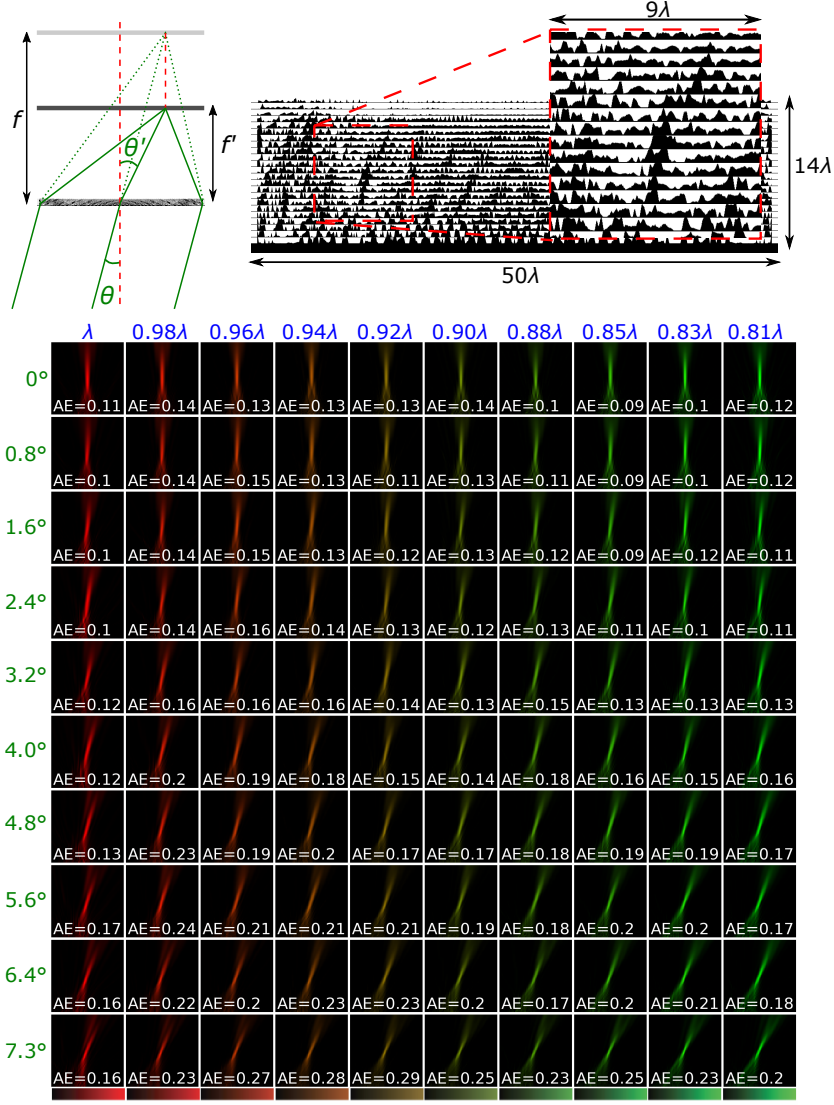 9λ
f
θ'
f'
14λ
θ
50λ
λ 0.98λ 0.96λ 0.94λ 0.92λ 0.90λ 0.88λ 0.85λ 0.83λ 0.81λ
0° AE=0.11 AE=0.14 AE=0.13 AE=0.13 AE=0.13 AE=0.14 AE=0.1 AE=0.09 AE=0.1 AE=0.12
0.8° AE=0.1 AE=0.14 AE=0.15 AE=0.13 AE=0.11 AE=0.13 AE=0.11 AE=0.09 AE=0.1 AE=0.12
1.6° AE=0.1 AE=0.14 AE=0.15 AE=0.13 AE=0.12 AE=0.13 AE=0.12 AE=0.09 AE=0.12 AE=0.11
2.4° AE=0.1 AE=0.14 AE=0.16 AE=0.14 AE=0.13 AE=0.12 AE=0.13 AE=0.11 AE=0.1 AE=0.11
3.2° AE=0.12 AE=0.16 AE=0.16 AE=0.16 AE=0.14 AE=0.13 AE=0.15 AE=0.13 AE=0.13 AE=0.13
4.0° AE=0.12 AE=0.2 AE=0.19 AE=0.18 AE=0.15 AE=0.14 AE=0.18 AE=0.16 AE=0.15 AE=0.16
4.8° AE=0.13 AE=0.23 AE=0.19 AE=0.2 AE=0.17 AE=0.17 AE=0.18 AE=0.19 AE=0.19 AE=0.17
5.6° AE=0.17 AE=0.24 AE=0.21 AE=0.21 AE=0.21 AE=0.19 AE=0.18 AE=0.2 AE=0.2 AE=0.17
6.4° AE=0.16 AE=0.22 AE=0.2 AE=0.23 AE=0.23 AE=0.2 AE=0.17 AE=0.2 AE=0.21 AE=0.18
7.3° AE=0.16 AE=0.23 AE=0.27 AE=0.28 AE=0.29 AE=0.25 AE=0.23 AE=0.25 AE=0.23 AE=0.2